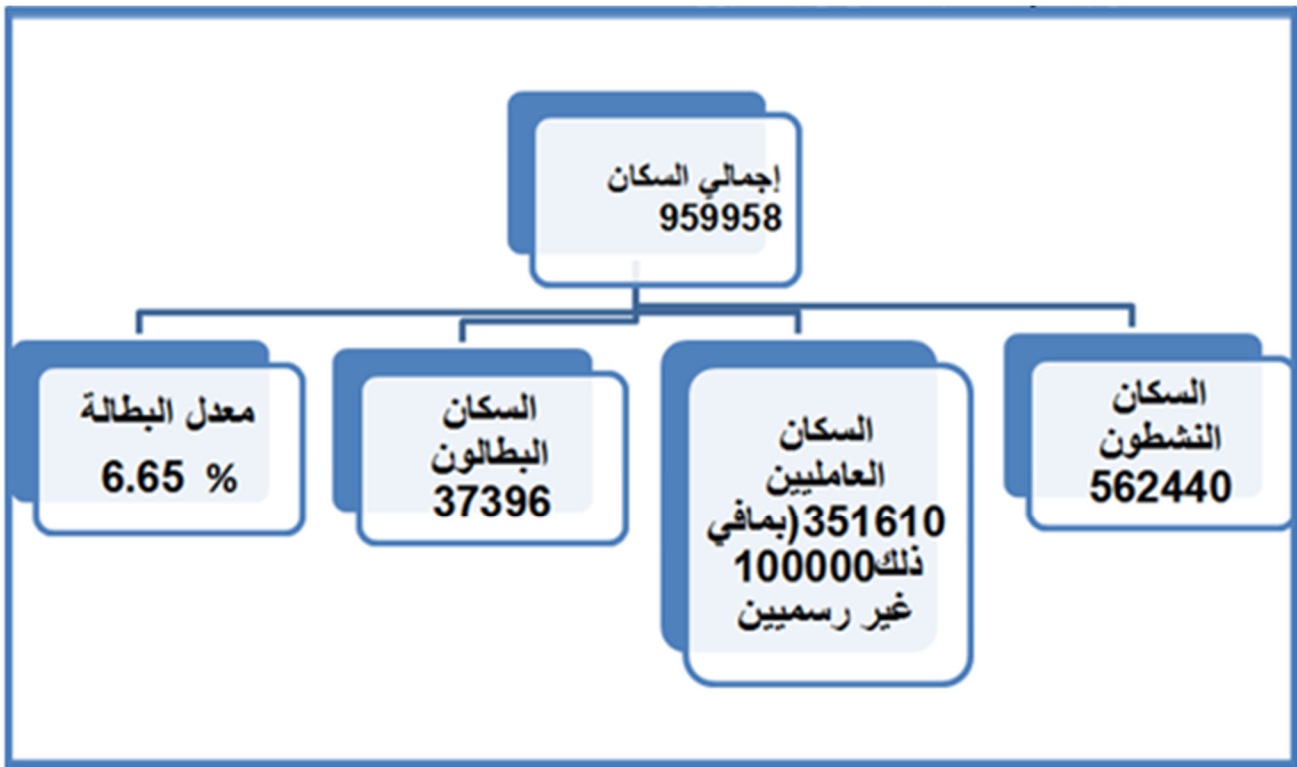 إجمالي السكان
959958
السكان
النشطون
562440
السكان
العامليين
351610(بمافي
ذلك100000
غير رسميين
السكان
البطالون
37396
معدل البطالة
6.65 %